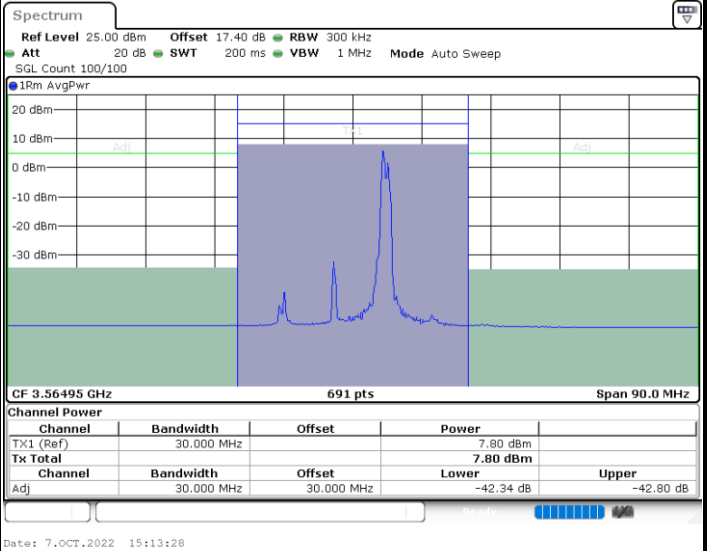 Spectrum
Ref Level 25.00 dBm Offset 17.40 dB RBW 300 kHz
Att 20 dB SWT 200 ms VBW 1 MHz Mode Auto Sweep
SGL Count 100/100
1Rm AvgPwr
20 dBm
TX1
10 dBm
Adj Adj
0 dBm
-10 dBm
-20 dBm
-30 dBm
CF 3.56495 GHz 691 pts Span 90.0 MHz
Channel Power
Channel Bandwidth Offset Power
TX1 (Ref) 30.000 MHz 7.80 dBm
Tx Total 7.80 dBm
Channel Bandwidth Offset Lower Upper
Adj 30.000 MHz 30.000 MHz -42.34 dB -42.80 dB
Ready
Date: 7.OCT.2022 15:13:28